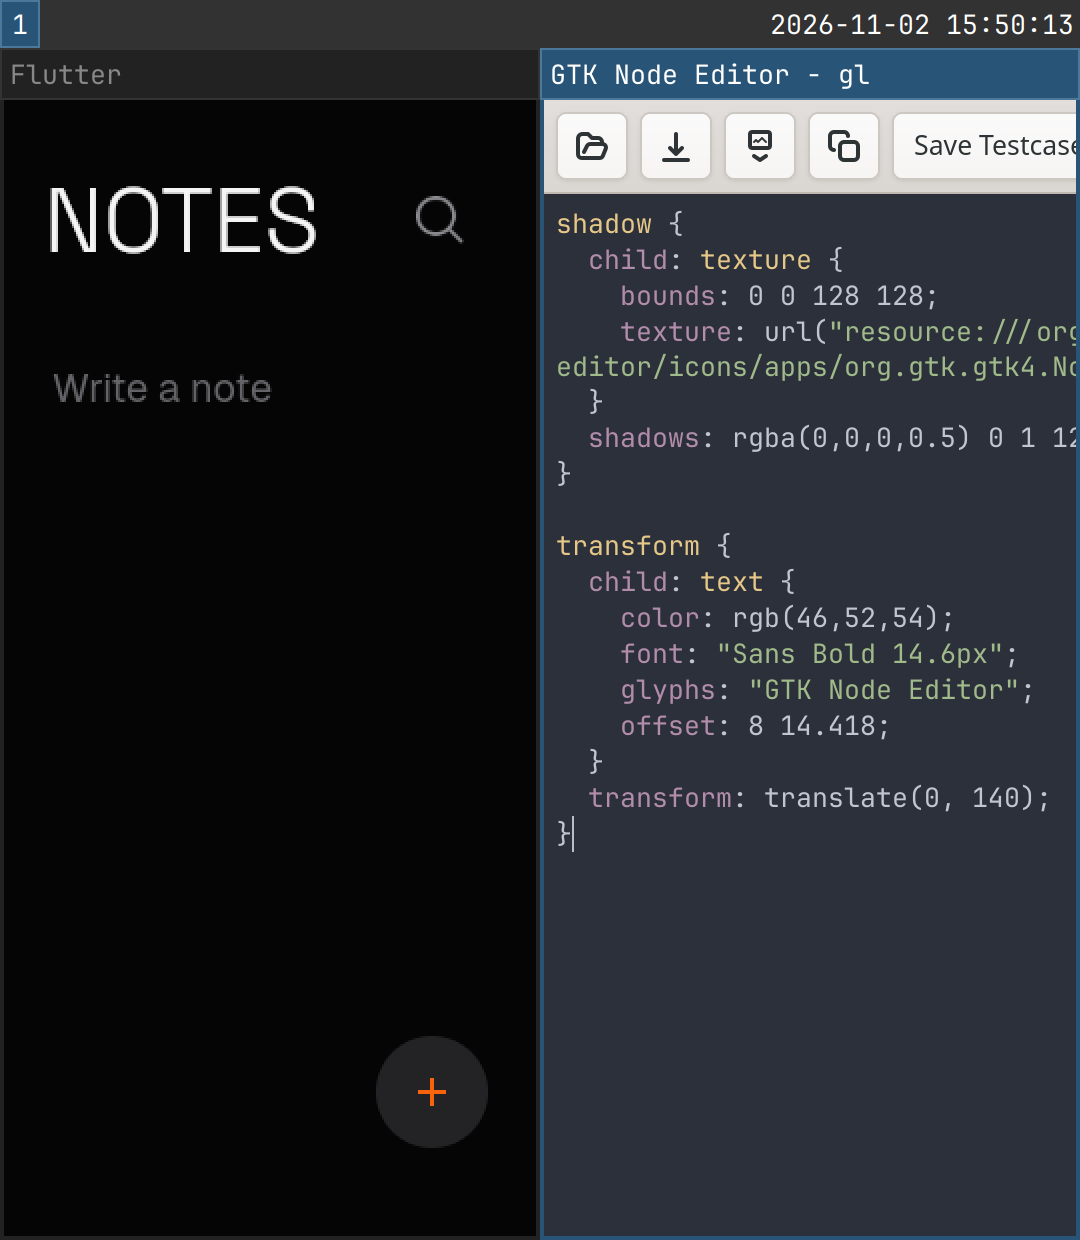 1
2026-11-02 15:50:13
Flutter
GTK Node Editor - gl
NOTES
Write a note
Save Testcase
shadow {
child: texture {
bounds: 0 0 128 128;
texture: url("resource:///org
editor/icons/apps/org.gtk.gtk4.No
}
shadows: rgba(0,0,0,0.5) 0 1 12
}
transform {
child: text {
color: rgb(46,52,54);
font: "Sans Bold 14.6px";
glyphs: "GTK Node Editor";
offset: 8 14.418;
}
transform: translate(0, 140);
}